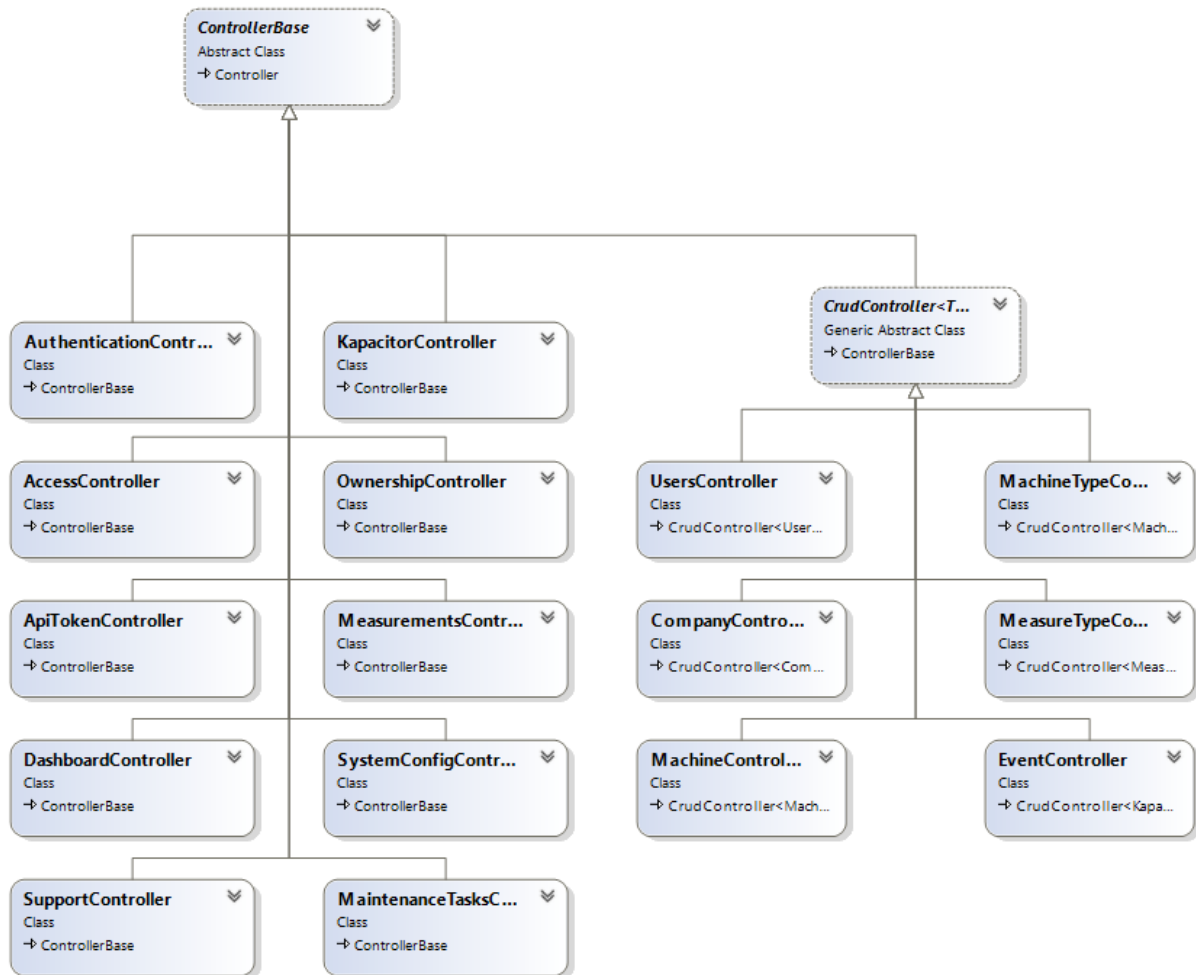 ControllerBase
Abstract Class
Controller
AuthenticationContr...
Class
ControllerBase
KapacitorController
Class
ControllerBase
CrudController<T...
Generic Abstract Class
ControllerBase
AccessController
Class
ControllerBase
OwnershipController
Class
ControllerBase
UsersController
Class
CrudController<User...
MachineTypeCo...
Class
CrudController<Mach...
ApiTokenController
Class
ControllerBase
MeasurementsContr...
Class
ControllerBase
CompanyContro...
Class
CrudController<Com...
MeasureTypeCo...
Class
CrudController<Meas...
DashboardController
Class
ControllerBase
SystemConfigContr...
Class
ControllerBase
MachineControl...
Class
CrudController<Mach...
EventController
Class
CrudController<Kapa...
SupportController
Class
ControllerBase
MaintenanceTasksC...
Class
ControllerBase